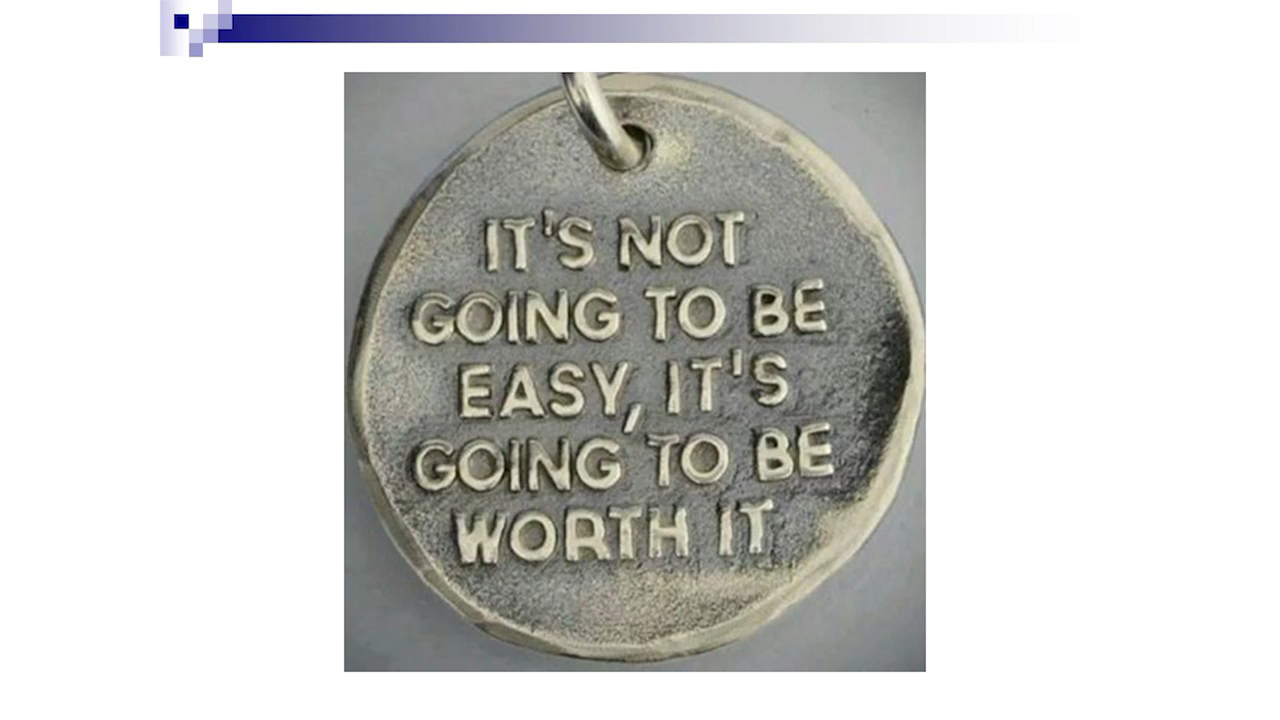 IT'S NOT
GOING TO BE
EASY, IT'S
GOING TO BE
WORTH IT